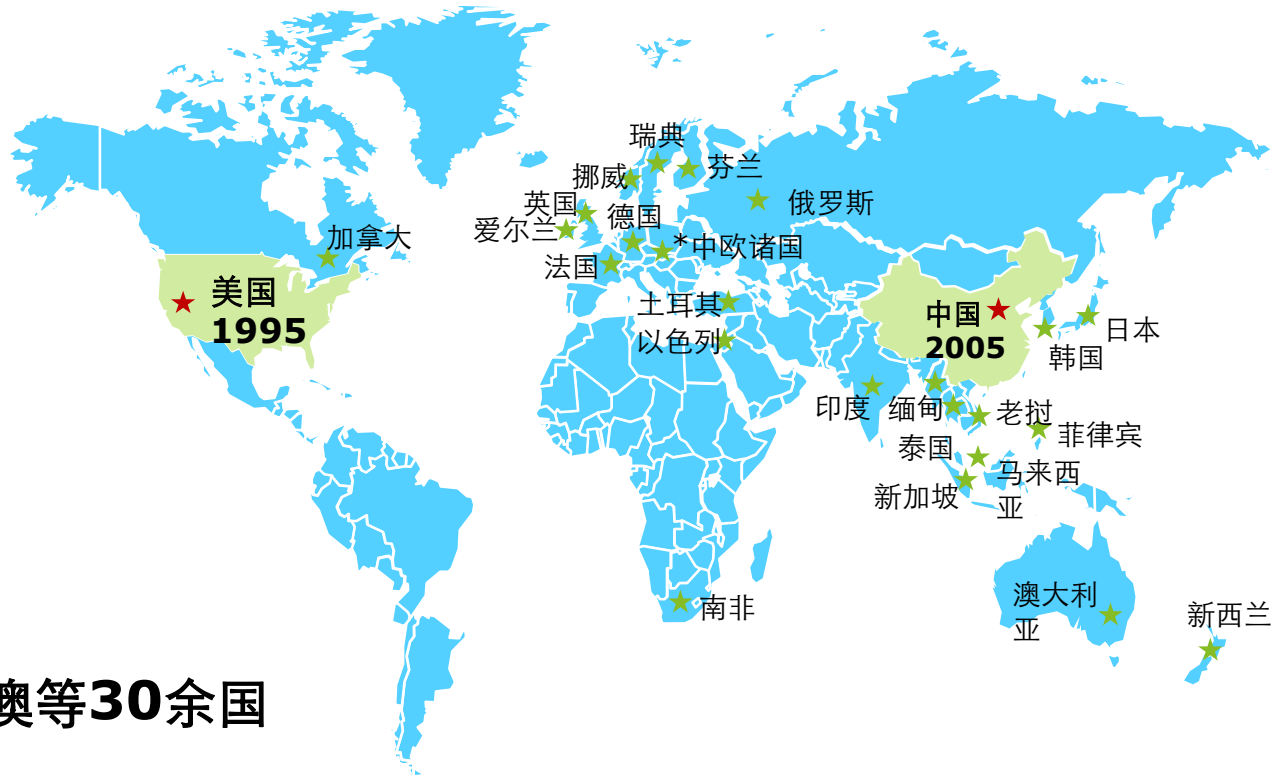 瑞典
芬兰
挪威
英国
德国
俄罗斯
爱尔兰
加拿大
*中欧诸国
法国
美国
1995
土耳其
中国
2005
日本
以色列
韩国
印度
缅甸
老挝
菲律宾
泰国
马来西
亚
新加坡
澳大利
亚
南非
新西兰
澳等30余国